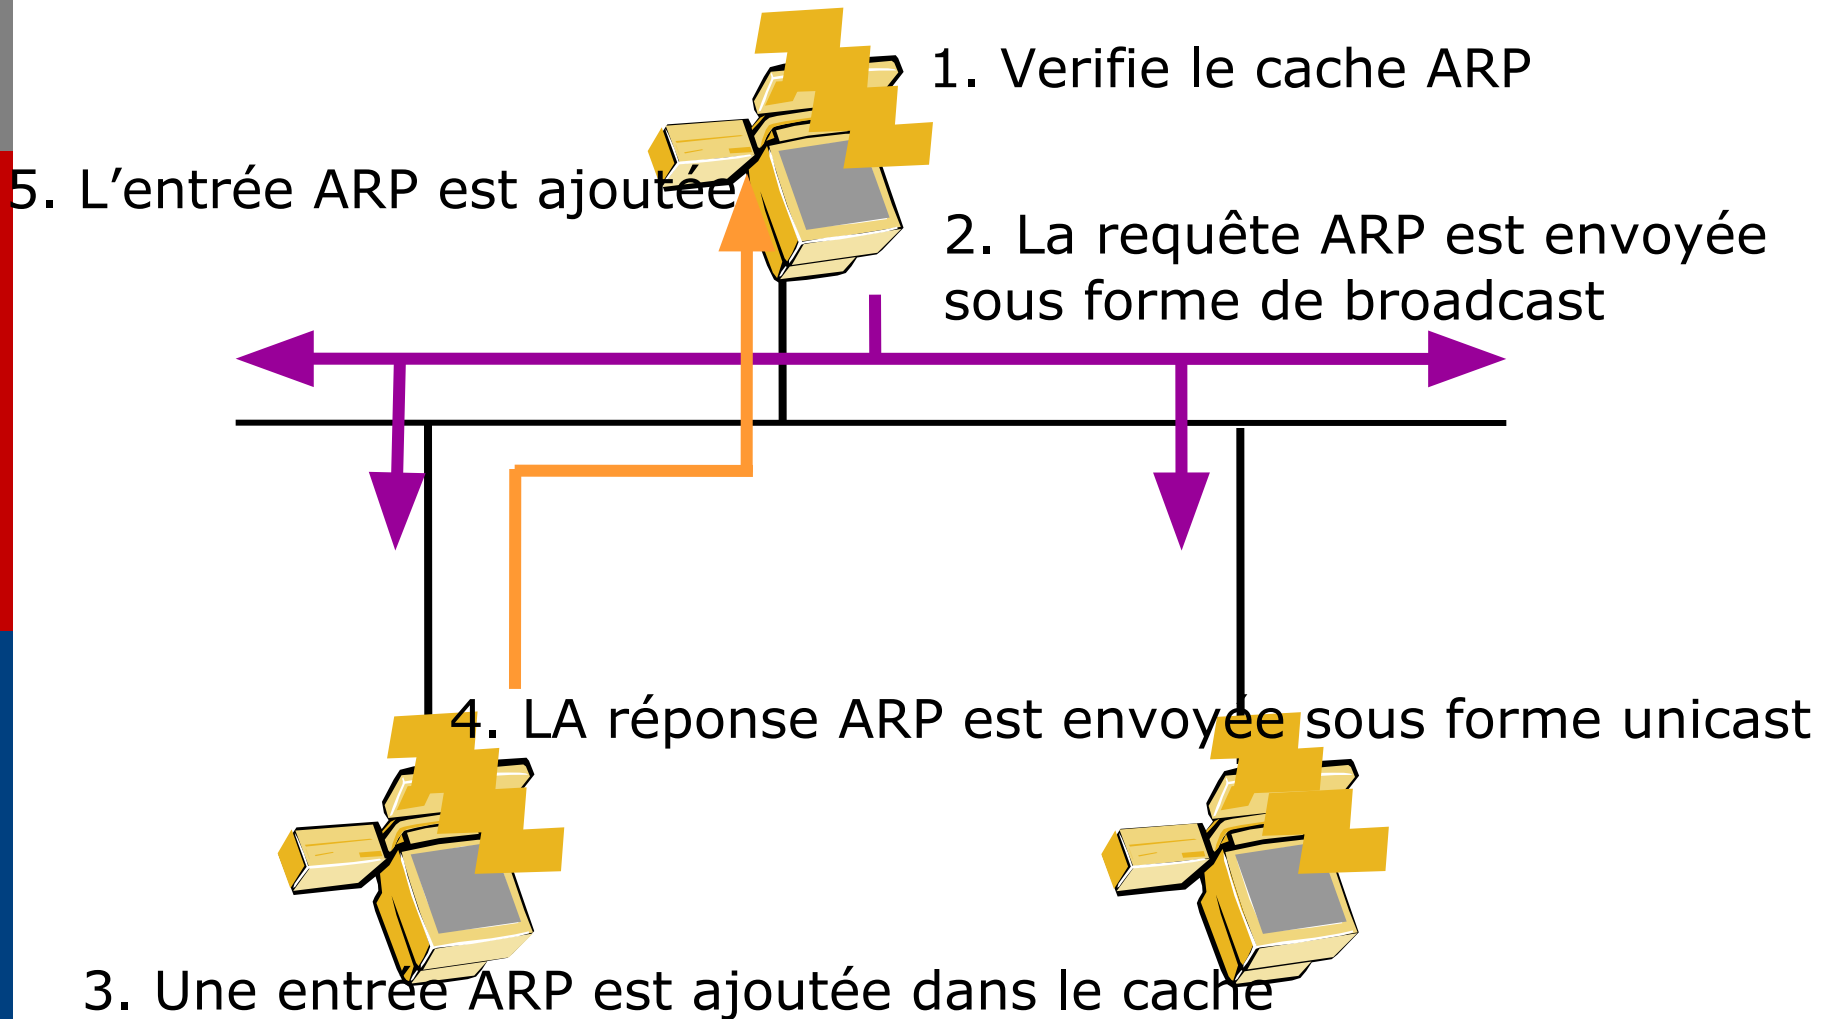 1. Verifie le cache ARP
5. L’entrée ARP est ajoutée
2. La requête ARP est envoyée
sous forme de broadcast
4. LA réponse ARP est envoyée sous forme unicast
3. Une entrée ARP est ajoutée dans le cache